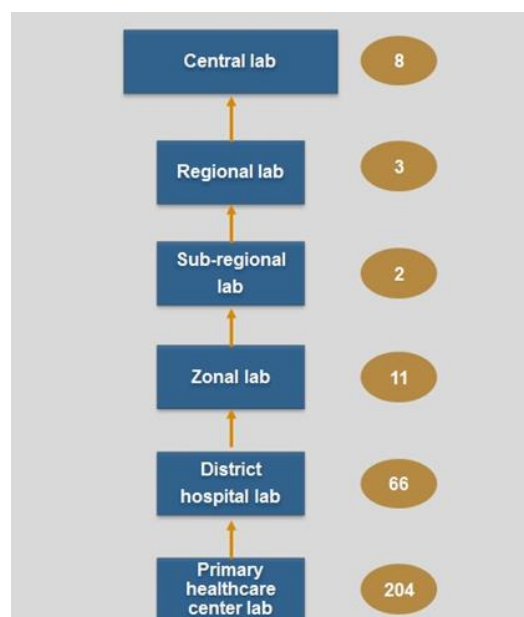 Central lab
8
Regional lab
3
Sub-regional
lab
2
Zonal lab
11
District
hospital lab
66
Primary
healthcare
center lab
204